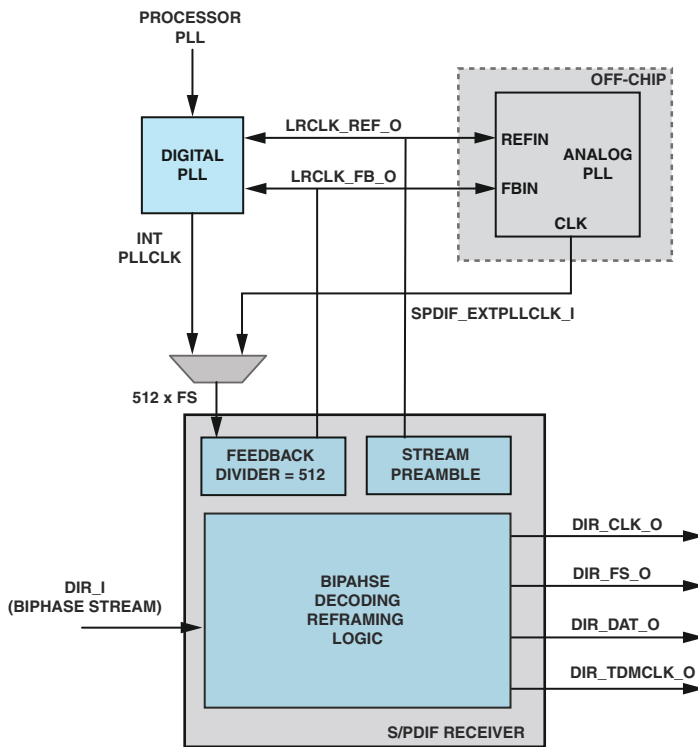 PROCESSOR
PLL
OFF-CHIP
LRCLK_REF_O
REFIN
DIGITAL
PLL
ANALOG
PLL
LRCLK_FB_O
FBIN
CLK
INT
PLLCLK
SPDIF_EXTPLLCLK_I
512 x FS
FEEDBACK
DIVIDER = 512
STREAM
PREAMBLE
DIR_CLK_O
DIR_I
(BIPHASE STREAM)
BIPAHSE
DECODING
REFRAMING
LOGIC
DIR_FS_O
DIR_DAT_O
DIR_TDMCLK_O
S/PDIF RECEIVER